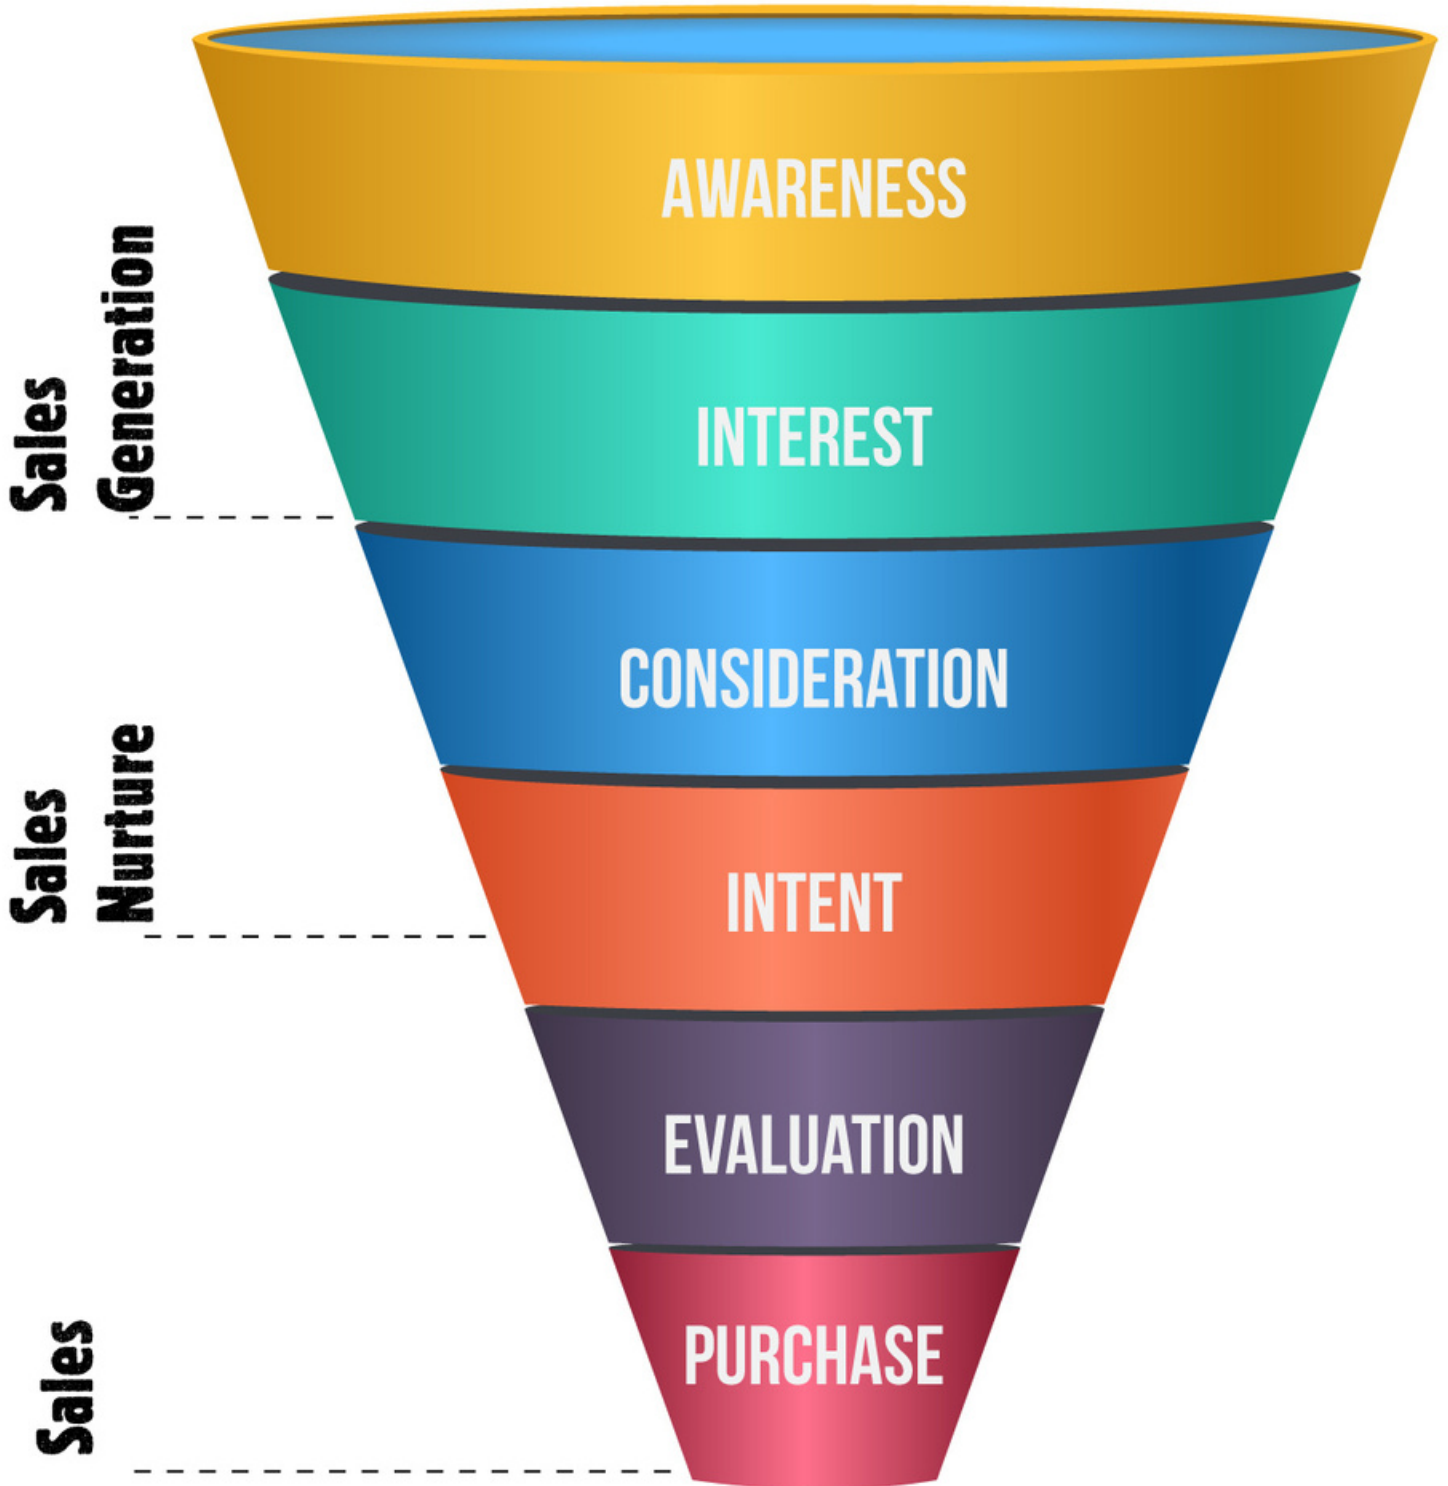 AWARENESS
Sales
Generation
INTEREST
CONSIDERATION
Sales
Nurture
INTENT
EVALUATION
Sales
PURCHASE